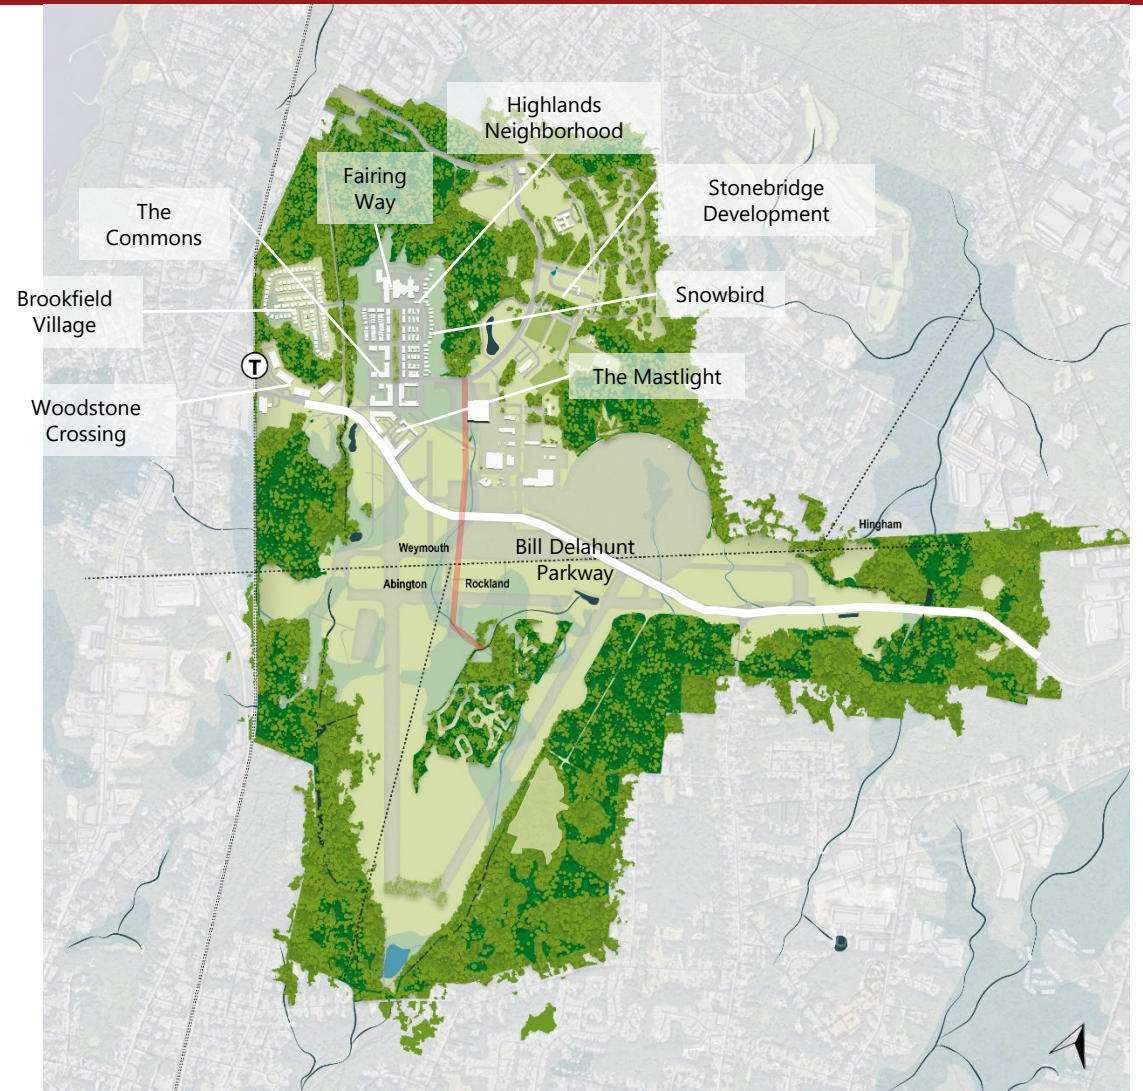 Highlands
Neighborhood
Fairing
Way
Stonebridge
Development
The
Commons
Brookfield
Village
Snowbird
T
The Mastlight
Woodstone
Crossing
Hingham
Weymouth
Bill Delahunt
Parkway
Abington
Rockland